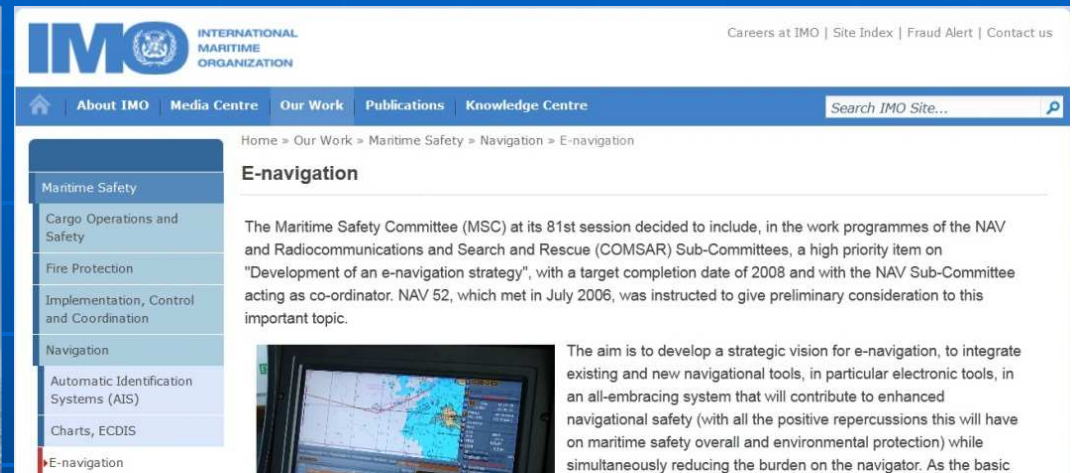 IMO
INTERNATIONAL
MARITIME
ORGANIZATION
Careers at IMO | Site Index | Fraud Alert | Contact us
About IMO
Media Centre
Our Work
Publications
Knowledge Centre
Search IMO Site...
Home » Our Work » Maritime Safety » Navigation » E-navigation
E-navigation
Maritime Safety
Cargo Operations and
Safety
Fire Protection
Implementation, Control
and Coordination
Navigation
Automatic Identification
Systems (AIS)
Charts, ECDIS
E-navigation
The Maritime Safety Committee (MSC) at its 81st session decided to include, in the work programmes of the NAV
and Radiocommunications and Search and Rescue (COMSAR) Sub-Committees, a high priority item on
"Development of an e-navigation strategy", with a target completion date of 2008 and with the NAV Sub-Committee
acting as co-ordinator. NAV 52, which met in July 2006, was instructed to give preliminary consideration to this
important topic.
The aim is to develop a strategic vision for e-navigation, to integrate
existing and new navigational tools, in particular electronic tools, in
an all-embracing system that will contribute to enhanced
navigational safety (with all the positive repercussions this will have
on maritime safety overall and environmental protection) while
simultaneously reducing the burden on the navigator. As the basic